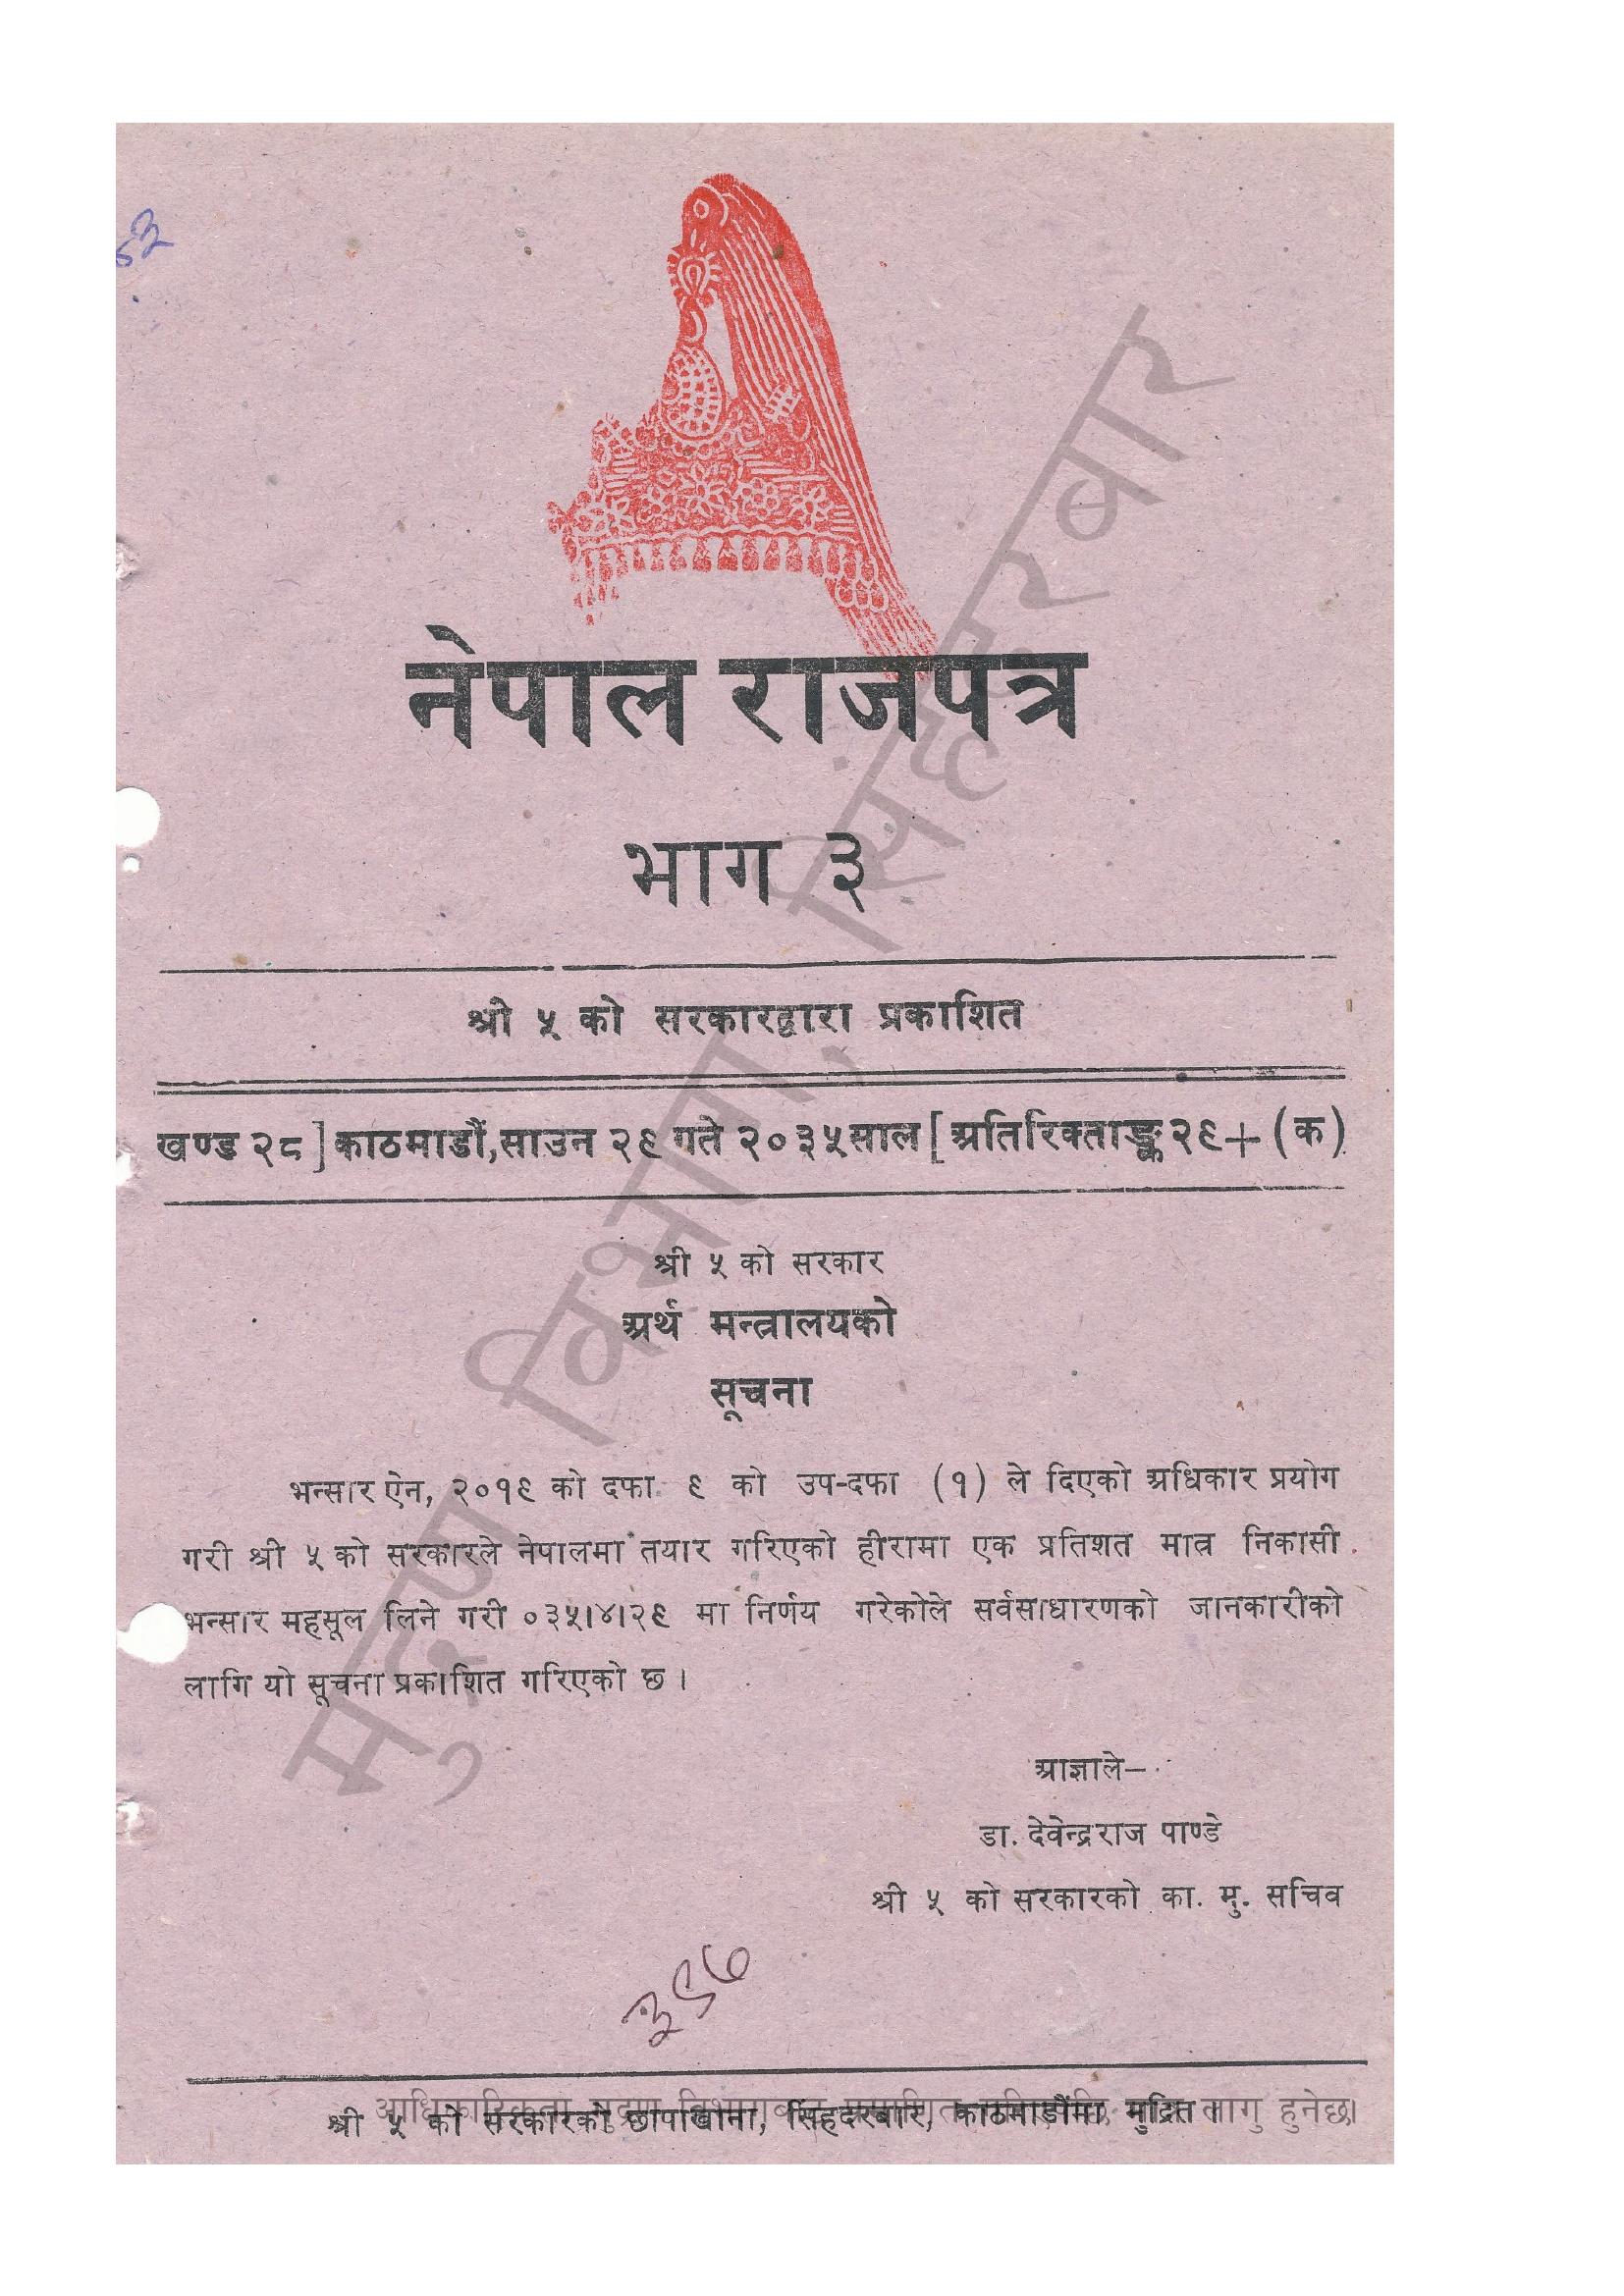 नेपाल राजपत्र
भाग ३
श्री ५ को सरकारद्वारा प्रकाशित
खण्ड २८ ] काठमाडौं, साउन २९ गते २०३५ साल [ अतिरिक्ताङ्क २९ + (क)
श्री ५ को सरकार
अर्थ मन्त्रालयको
सूचना
भन्सार ऐन, २०१९ को दफा ९ को उप-दफा (१) ले दिएको अधिकार प्रयोग
गरी श्री ५ को सरकारले नेपालमा तयार गरिएको हीरामा एक प्रतिशत मात्र निकासी
भन्सार महसूल लिने गरी ०३५।४।२९ मा निर्णय गरेकोले सर्वसाधारणको जानकारीको
लागि यो सूचना प्रकाशित गरिएको छ ।
आज्ञाले–
डा. देवेन्द्रराज पाण्डे
श्री ५ को सरकारको का. मु. सचिव
३९७
श्री ५ को सरकारको छापाखाना, सिंहदरबार, काठमाडौंमा मुद्रित ।
लागु हुनेछ।
मुद्रण विभाग, सिंहदरबार